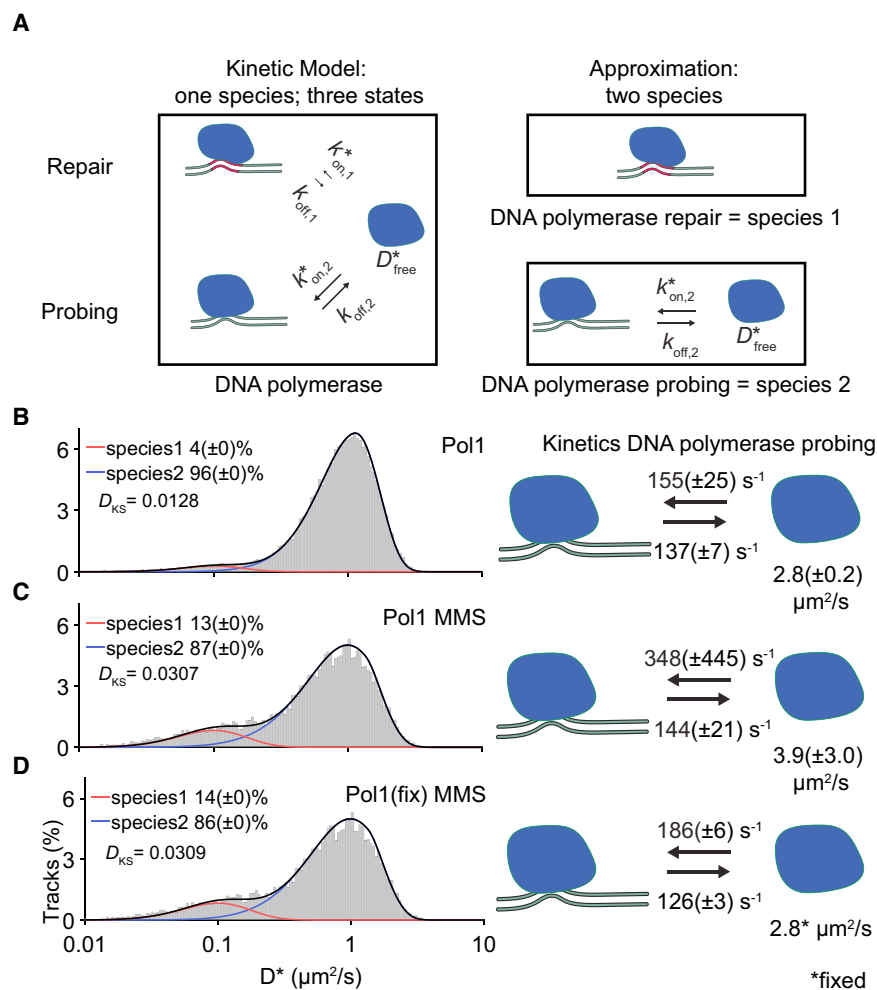 A
Kinetic Model:
one species; three states
Approximation:
two species
Repair
k*on,1
koff,1
D*free
k*on,2
koff,2
Probing
DNA polymerase
DNA polymerase repair = species 1
k*on,2
koff,2
D*free
DNA polymerase probing = species 2
B
6
3
0
species1 4(±0)%
species2 96(±0)%
DKS= 0.0128
Pol1
Kinetics DNA polymerase probing
155(±25) s-1
137(±7) s-1
2.8(±0.2)
µm2/s
C
6
3
0
species1 13(±0)%
species2 87(±0)%
DKS= 0.0307
Pol1 MMS
348(±445) s-1
144(±21) s-1
3.9(±3.0)
µm2/s
D
6
3
0
Tracks (%)
species1 14(±0)%
species2 86(±0)%
DKS= 0.0309
Pol1(fix) MMS
186(±6) s-1
126(±3) s-1
2.8* µm2/s
0.01 0.1 1 10
D* (µm2/s)
*fixed